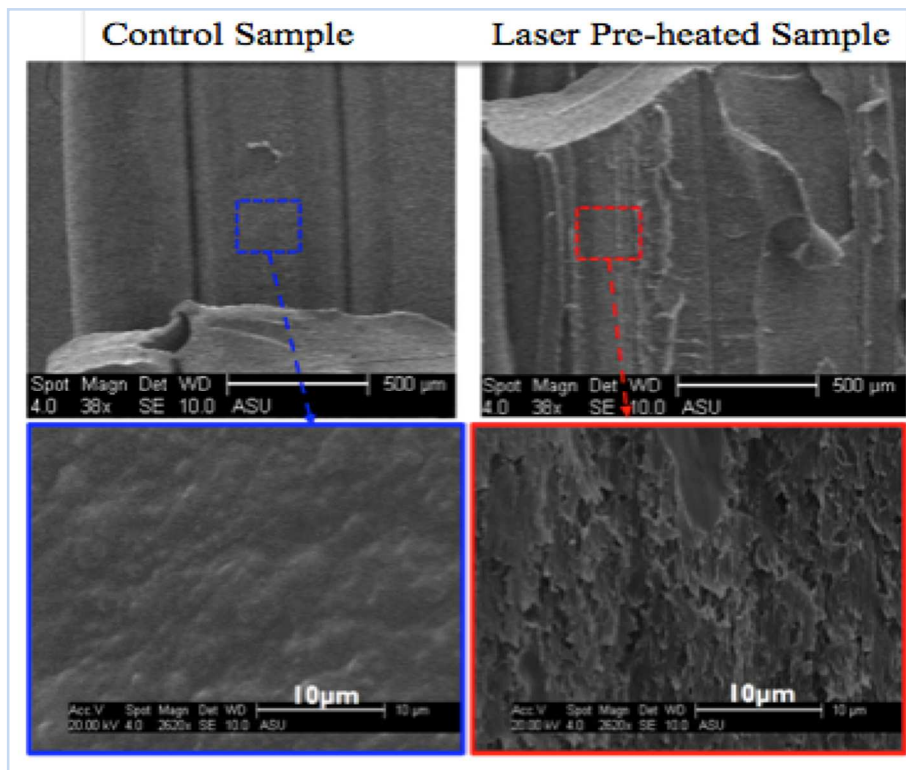 Control Sample
Laser Pre-heated Sample
Spot Magn Det WD
4.0 38x SE 10.0 ASU
500 µm
Spot Magn Det WD
4.0 38x SE 10.0 ASU
500 µm
10µm
Acc.V Spot Magn Det WD
20.00 kV 4.0 2620x SE 10.0 ASU
10 µm
10µm
Acc.V Spot Magn Det WD
20.00 kV 4.0 2620x SE 10.0 ASU
10 µm